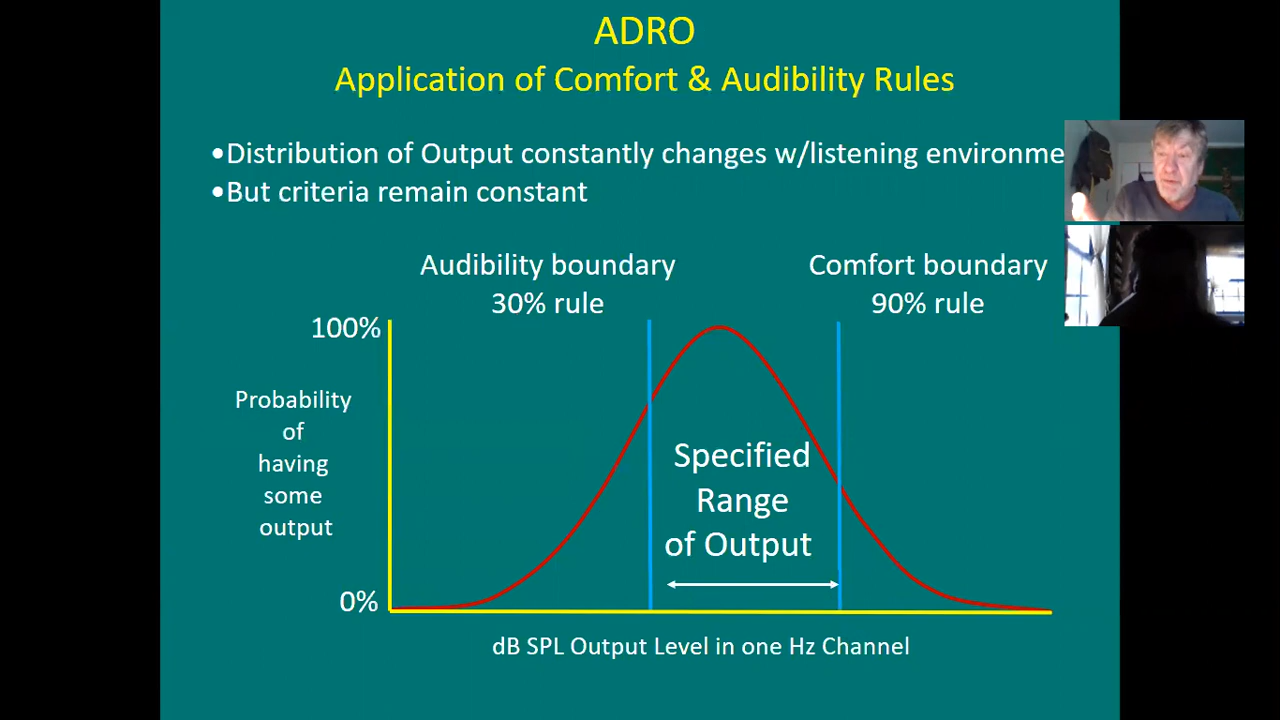 ADRO
Application of Comfort & Audibility Rules
•Distribution of Output constantly changes w/listening environme
•But criteria remain constant
Audibility boundary
30% rule
Comfort boundary
90% rule
100%
Probability
of
having
some
output
Specified
Range
of Output
0%
dB SPL Output Level in one Hz Channel